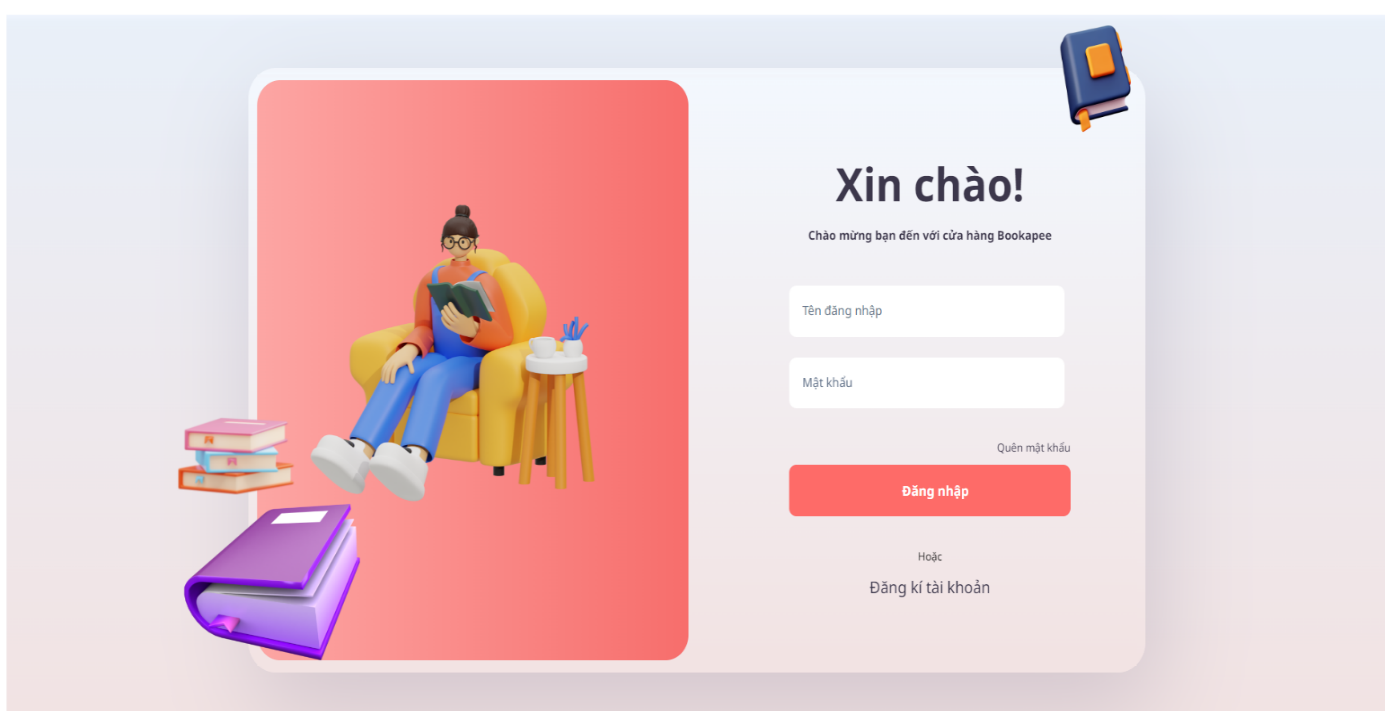 Xin chào!
Chào mừng bạn đến với cửa hàng Bookapee
Tên đăng nhập
Mật khẩu
Quên mật khẩu
Đăng nhập
Hoặc
Đăng kí tài khoản